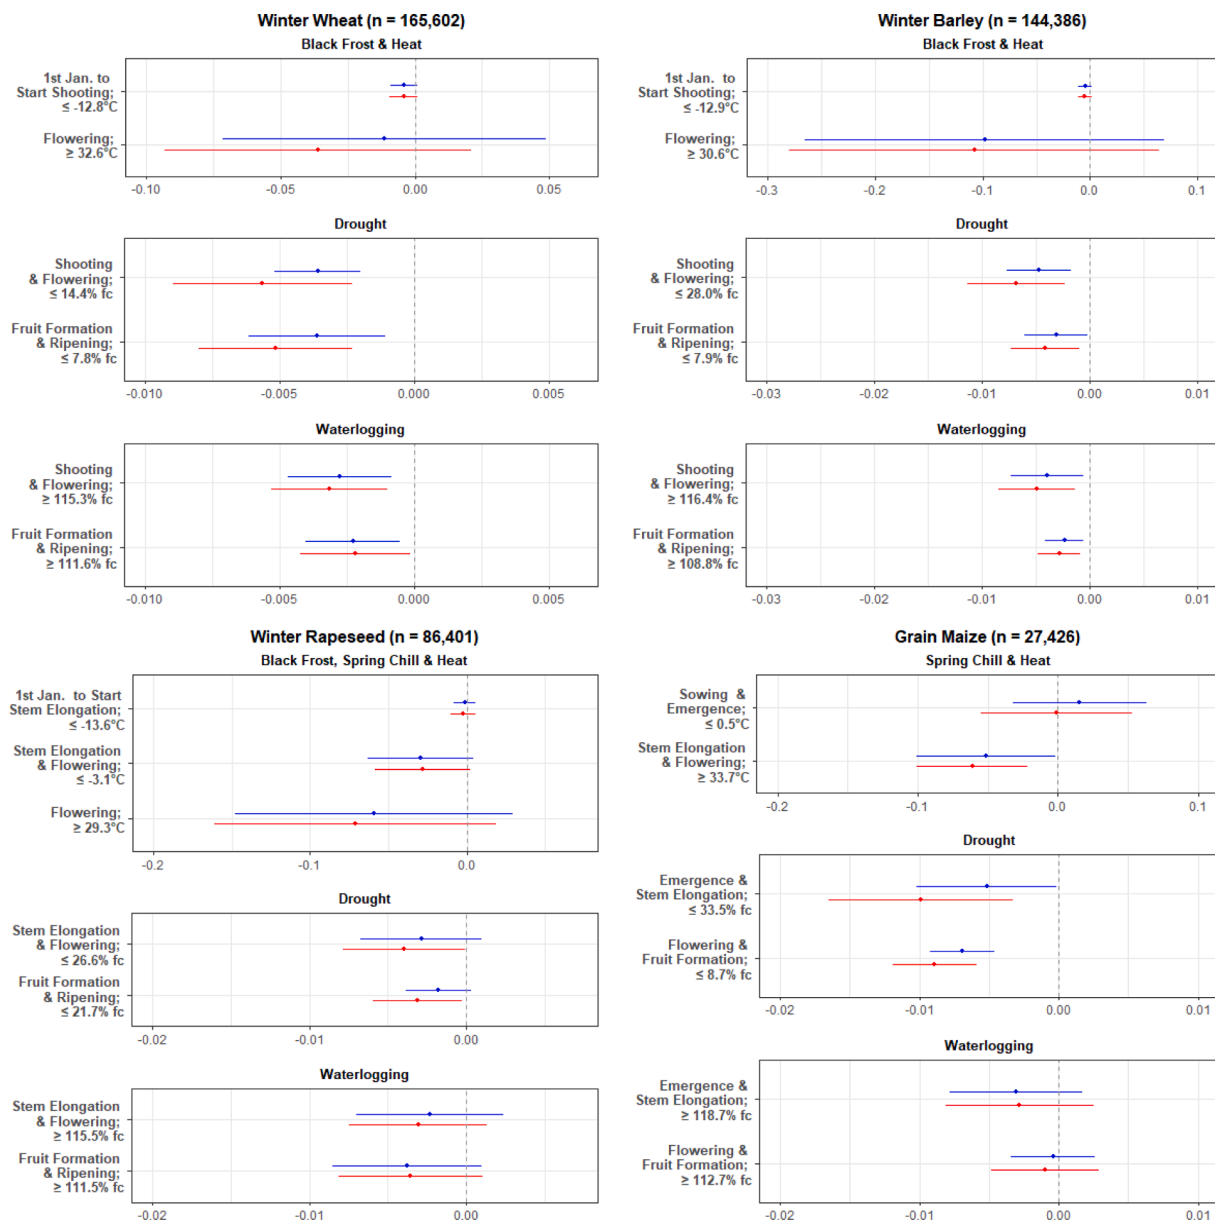 Winter Wheat (n = 165,602)
Black Frost & Heat
1st Jan. to
Start Shooting;
≤ -12.8°C
Flowering;
≥ 32.6°C
-0.10
-0.05
0.00
0.05
Drought
Shooting
& Flowering;
≤ 14.4% fc
Fruit Formation
& Ripening;
≤ 7.8% fc
-0.010
-0.005
0.000
0.005
Waterlogging
Shooting
& Flowering;
≥ 115.3% fc
Fruit Formation
& Ripening;
≥ 111.6% fc
-0.010
-0.005
0.000
0.005
Winter Barley (n = 144,386)
Black Frost & Heat
1st Jan. to
Start Shooting;
≤ -12.9°C
Flowering;
≥ 30.6°C
-0.3
-0.2
-0.1
0.0
0.1
Drought
Shooting
& Flowering;
≤ 28.0% fc
Fruit Formation
& Ripening;
≤ 7.9% fc
-0.03
-0.02
-0.01
0.00
0.01
Waterlogging
Shooting
& Flowering;
≥ 116.4% fc
Fruit Formation
& Ripening;
≥ 108.8% fc
-0.03
-0.02
-0.01
0.00
0.01
Winter Rapeseed (n = 86,401)
Black Frost, Spring Chill & Heat
1st Jan. to Start
Stem Elongation;
≤ -13.6°C
Stem Elongation
& Flowering;
≤ -3.1°C
Flowering;
≥ 29.3°C
-0.2
-0.1
0.0
Drought
Stem Elongation
& Flowering;
≤ 26.6% fc
Fruit Formation
& Ripening;
≤ 21.7% fc
-0.02
-0.01
0.00
Waterlogging
Stem Elongation
& Flowering;
≥ 115.5% fc
Fruit Formation
& Ripening;
≥ 111.5% fc
-0.02
-0.01
0.00
Grain Maize (n = 27,426)
Spring Chill & Heat
Sowing &
Emergence;
≤ 0.5°C
Stem Elongation
& Flowering;
≥ 33.7°C
-0.2
-0.1
0.0
0.1
Drought
Emergence &
Stem Elongation;
≤ 33.5% fc
Flowering &
Fruit Formation;
≤ 8.7% fc
-0.02
-0.01
0.00
0.01
Waterlogging
Emergence &
Stem Elongation;
≥ 118.7% fc
Flowering &
Fruit Formation;
≥ 112.7% fc
-0.02
-0.01
0.00
0.01